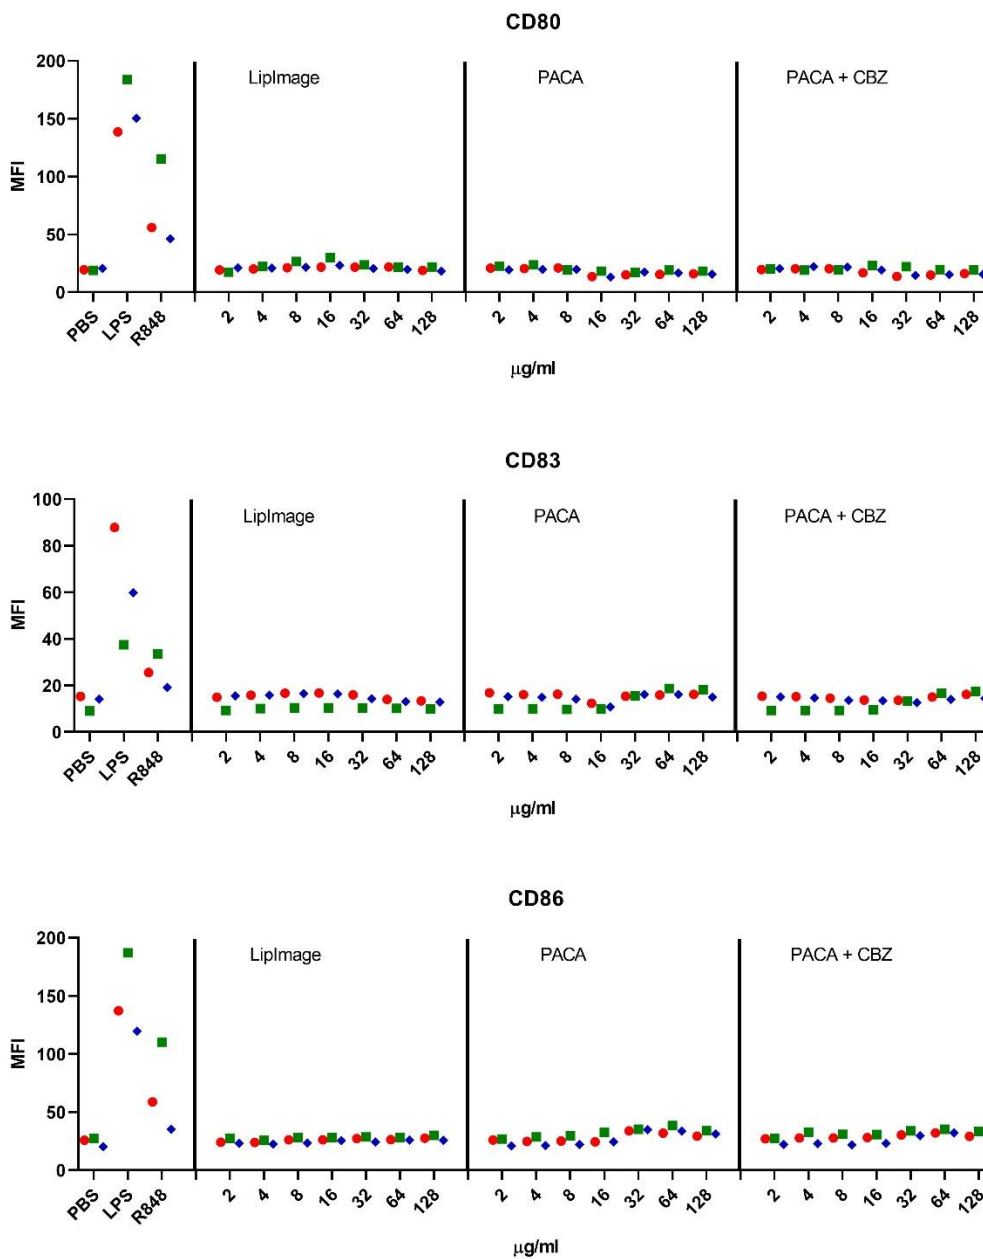 CD80
200
150
100
50
0
MFI
LipImage
PACA
PACA + CBZ
PBS LPS R848 2 4 8 16 32 64 128 2 4 8 16 32 64 128 2 4 8 16 32 64 128
µg/ml
CD83
100
80
60
40
20
0
MFI
LipImage
PACA
PACA + CBZ
PBS LPS R848 2 4 8 16 32 64 128 2 4 8 16 32 64 128 2 4 8 16 32 64 128
µg/ml
CD86
200
150
100
50
0
MFI
LipImage
PACA
PACA + CBZ
PBS LPS R848 2 4 8 16 32 64 128 2 4 8 16 32 64 128 2 4 8 16 32 64 128
µg/ml